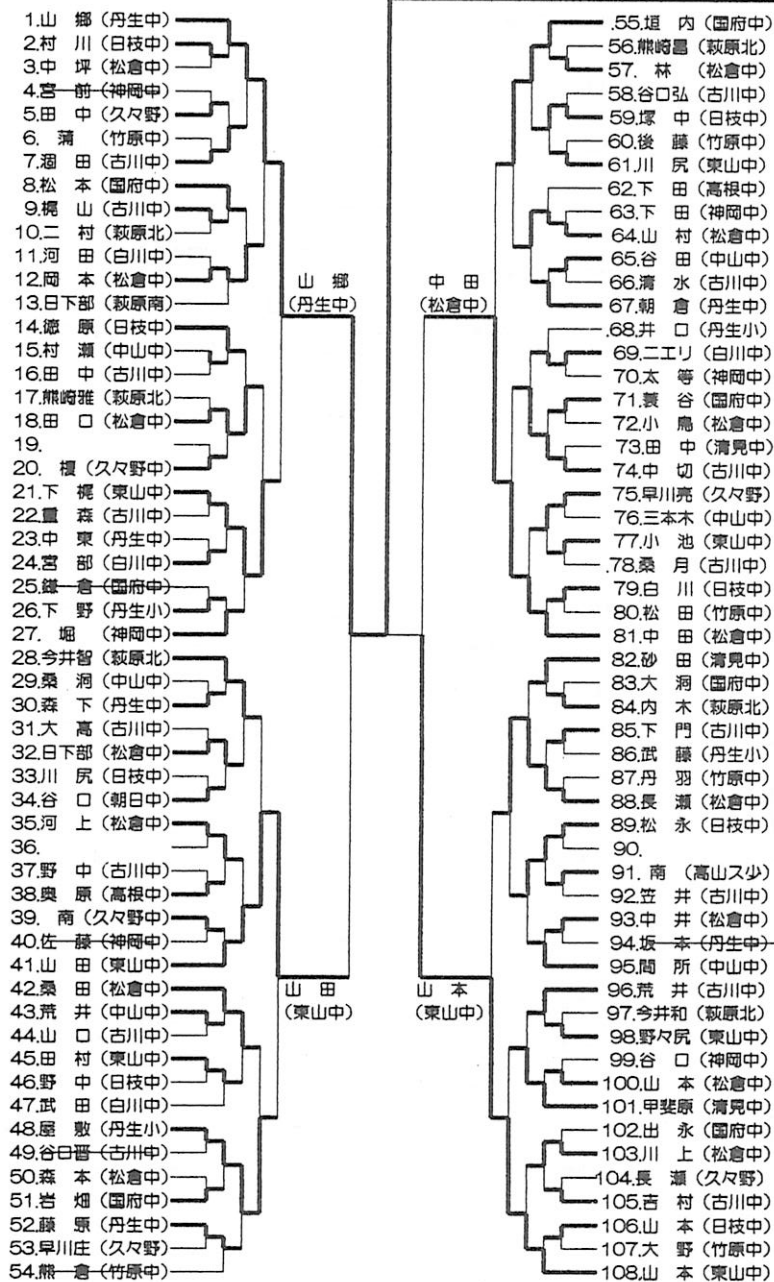 1.山 郷(丹生中)
2.村 川(日枝中)
3.中 坪(松倉中)
4.宮 前(神岡中)
5.田 中(久々野)
6. 蒲 (竹原中)
7.洞 田(古川中)
8.松 本(国府中)
9.梶 山(古川中)
10.二 村(萩原北)
11.河 田(白川中)
12.岡 本(松倉中)
13.日下部(萩原南)
14.徳 原(日枝中)
15.村 瀬(中山中)
16.田 中(古川中)
17.熊崎雅(萩原北)
18.田 口(松倉中)
19.
20. 榎(久々野中)
21.下 梶(東山中)
22.重 森(古川中)
23.中 東(丹生中)
24.宮 部(白川中)
25.鎌 倉(国府中)
26.下 野(丹生小)
27. 堀 (神岡中)
28.今井智(萩原北)
29.桑 洞(中山中)
30.森 下(丹生中)
31.大 高(古川中)
32.日下部(松倉中)
33.川 尻(日枝中)
34.谷 口(朝日中)
35.河 上(松倉中)
36.
37.野 中(古川中)
38.奥 原(高根中)
39. 南(久々野中)
40.佐 藤(神岡中)
41.山 田(東山中)
42.桑 田(松倉中)
43.荒 井(中山中)
44.山 口(古川中)
45.田 村(東山中)
46.野 中(日枝中)
47.武 田(白川中)
48.屋 敷(丹生小)
49.谷口晋(古川中)
50.森 本(松倉中)
51.岩 畑(国府中)
52.藤 原(丹生中)
53.早川庄(久々野)
54.熊 倉(竹原中)
山 郷
(丹生中)
山 田
(東山中)
中 田
(松倉中)
山 本
(東山中)
.55.垣 内(国府中)
56.熊崎昌(萩原北)
57. 林 (松倉中)
58.谷口弘(古川中)
59.塚 中(日枝中)
60.後 藤(竹原中)
61.川 尻(東山中)
62.下 田(高根中)
63.下 田(神岡中)
64.山 村(松倉中)
65.谷 田(中山中)
66.清 水(古川中)
67.朝 倉(丹生中)
.68.井 口(丹生小)
69.ニエリ(白川中)
70.太 等(神岡中)
71.蓑 谷(国府中)
72.小 鳥(松倉中)
73.田 中(清見中)
74.中 切(古川中)
75.早川亮(久々野)
76.三本木(中山中)
77.小 池(東山中)
.78.桑 月(古川中)
79.白 川(日枝中)
80.松 田(竹原中)
81.中 田(松倉中)
82.砂 田(清見中)
83.大 洞(国府中)
84.内 木(萩原北)
85.下 門(古川中)
86.武 藤(丹生小)
87.丹 羽(竹原中)
88.長 瀬(松倉中)
89.松 永(日枝中)
90.
91. 南 (高山ス少)
92.笠 井(古川中)
93.中 井(松倉中)
94.坂 本(丹生中)
95.間 所(中山中)
96.荒 井(古川中)
97.今井和(萩原北)
98.野々尻(東山中)
99.谷 口(神岡中)
100.山 本(松倉中)
101.甲斐原(清見中)
102.出 永(国府中)
103.川 上(松倉中)
104.長 瀬(久々野)
105.吉 村(古川中)
106.山 本(日枝中)
107.大 野(竹原中)
108.山 本(東山中)